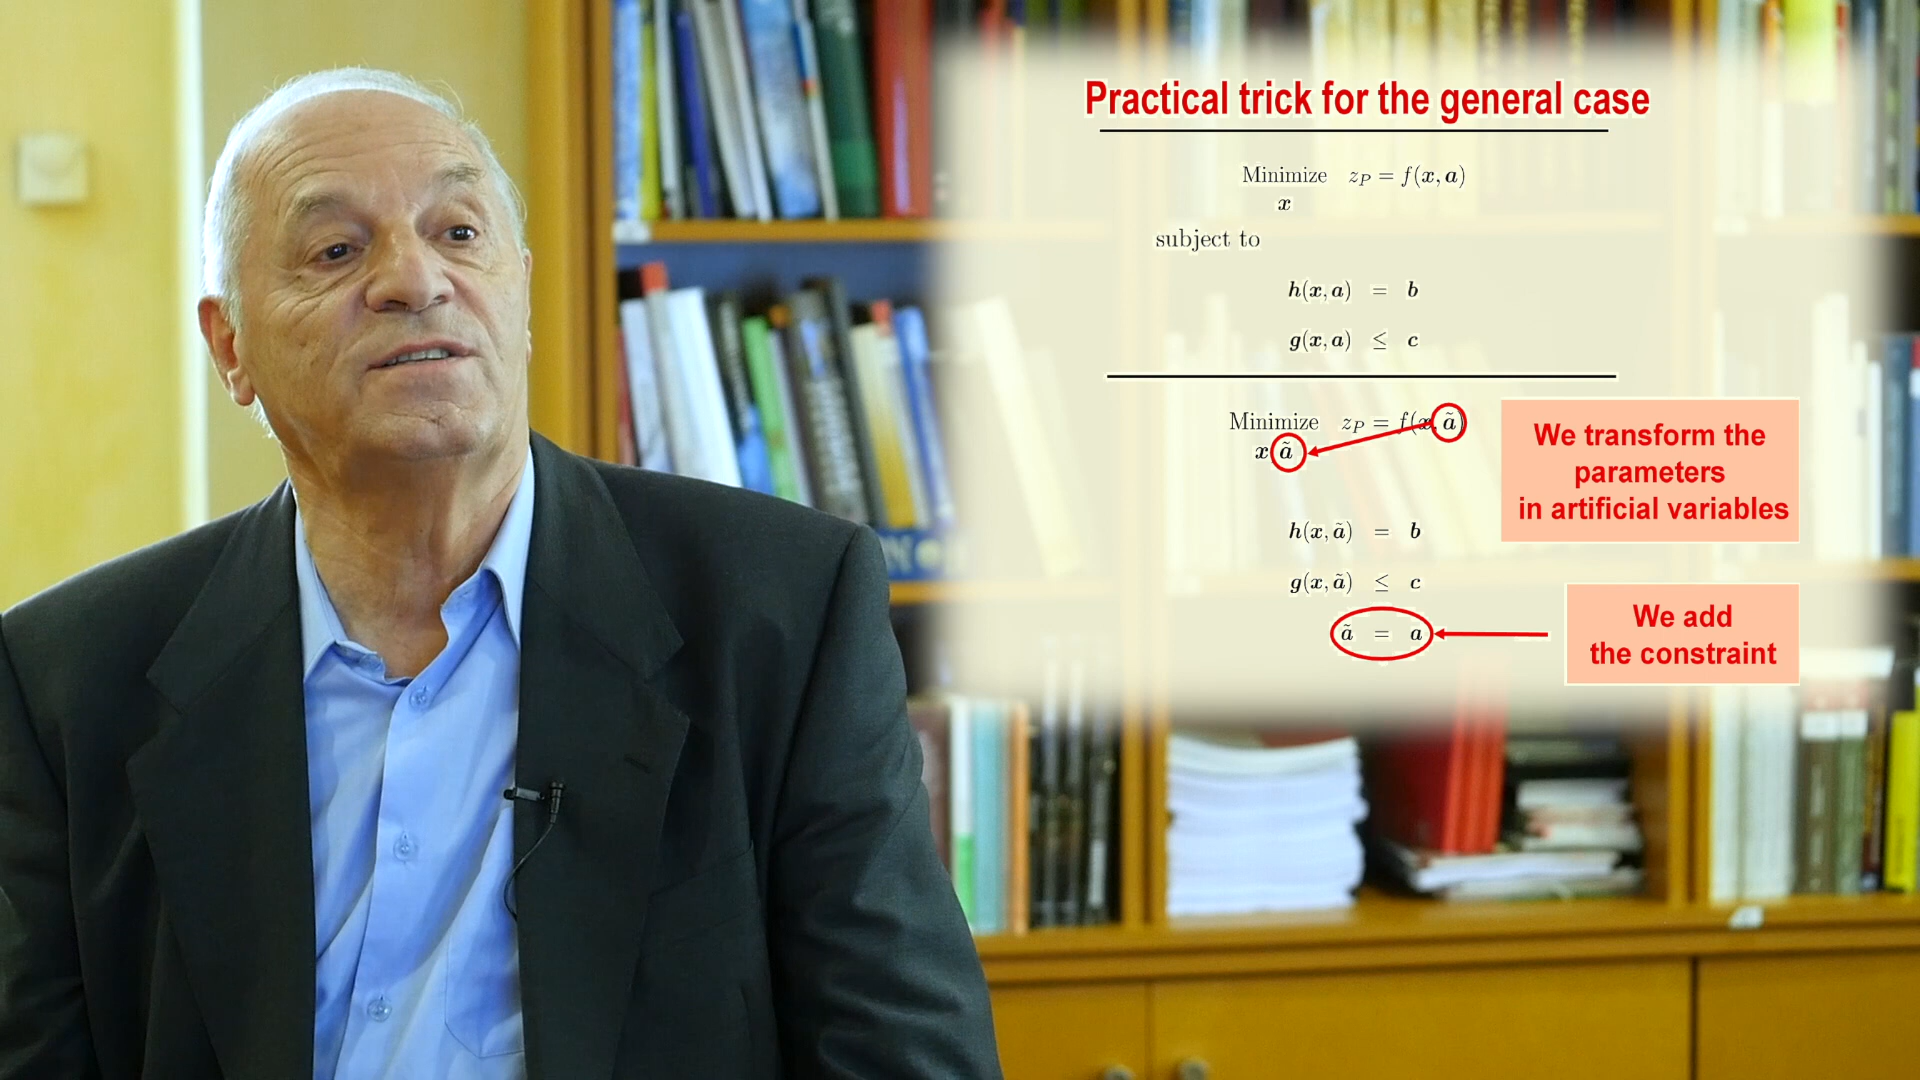 Practical trick for the general case
Minimize z_P = f(x, a)
x
subject to
h(x, a) = b
g(x, a) ≤ c
Minimize z_P = f(x, ã)
x ã
We transform the
parameters
in artificial variables
h(x, ã) = b
g(x, ã) ≤ c
ã = a
We add
the constraint